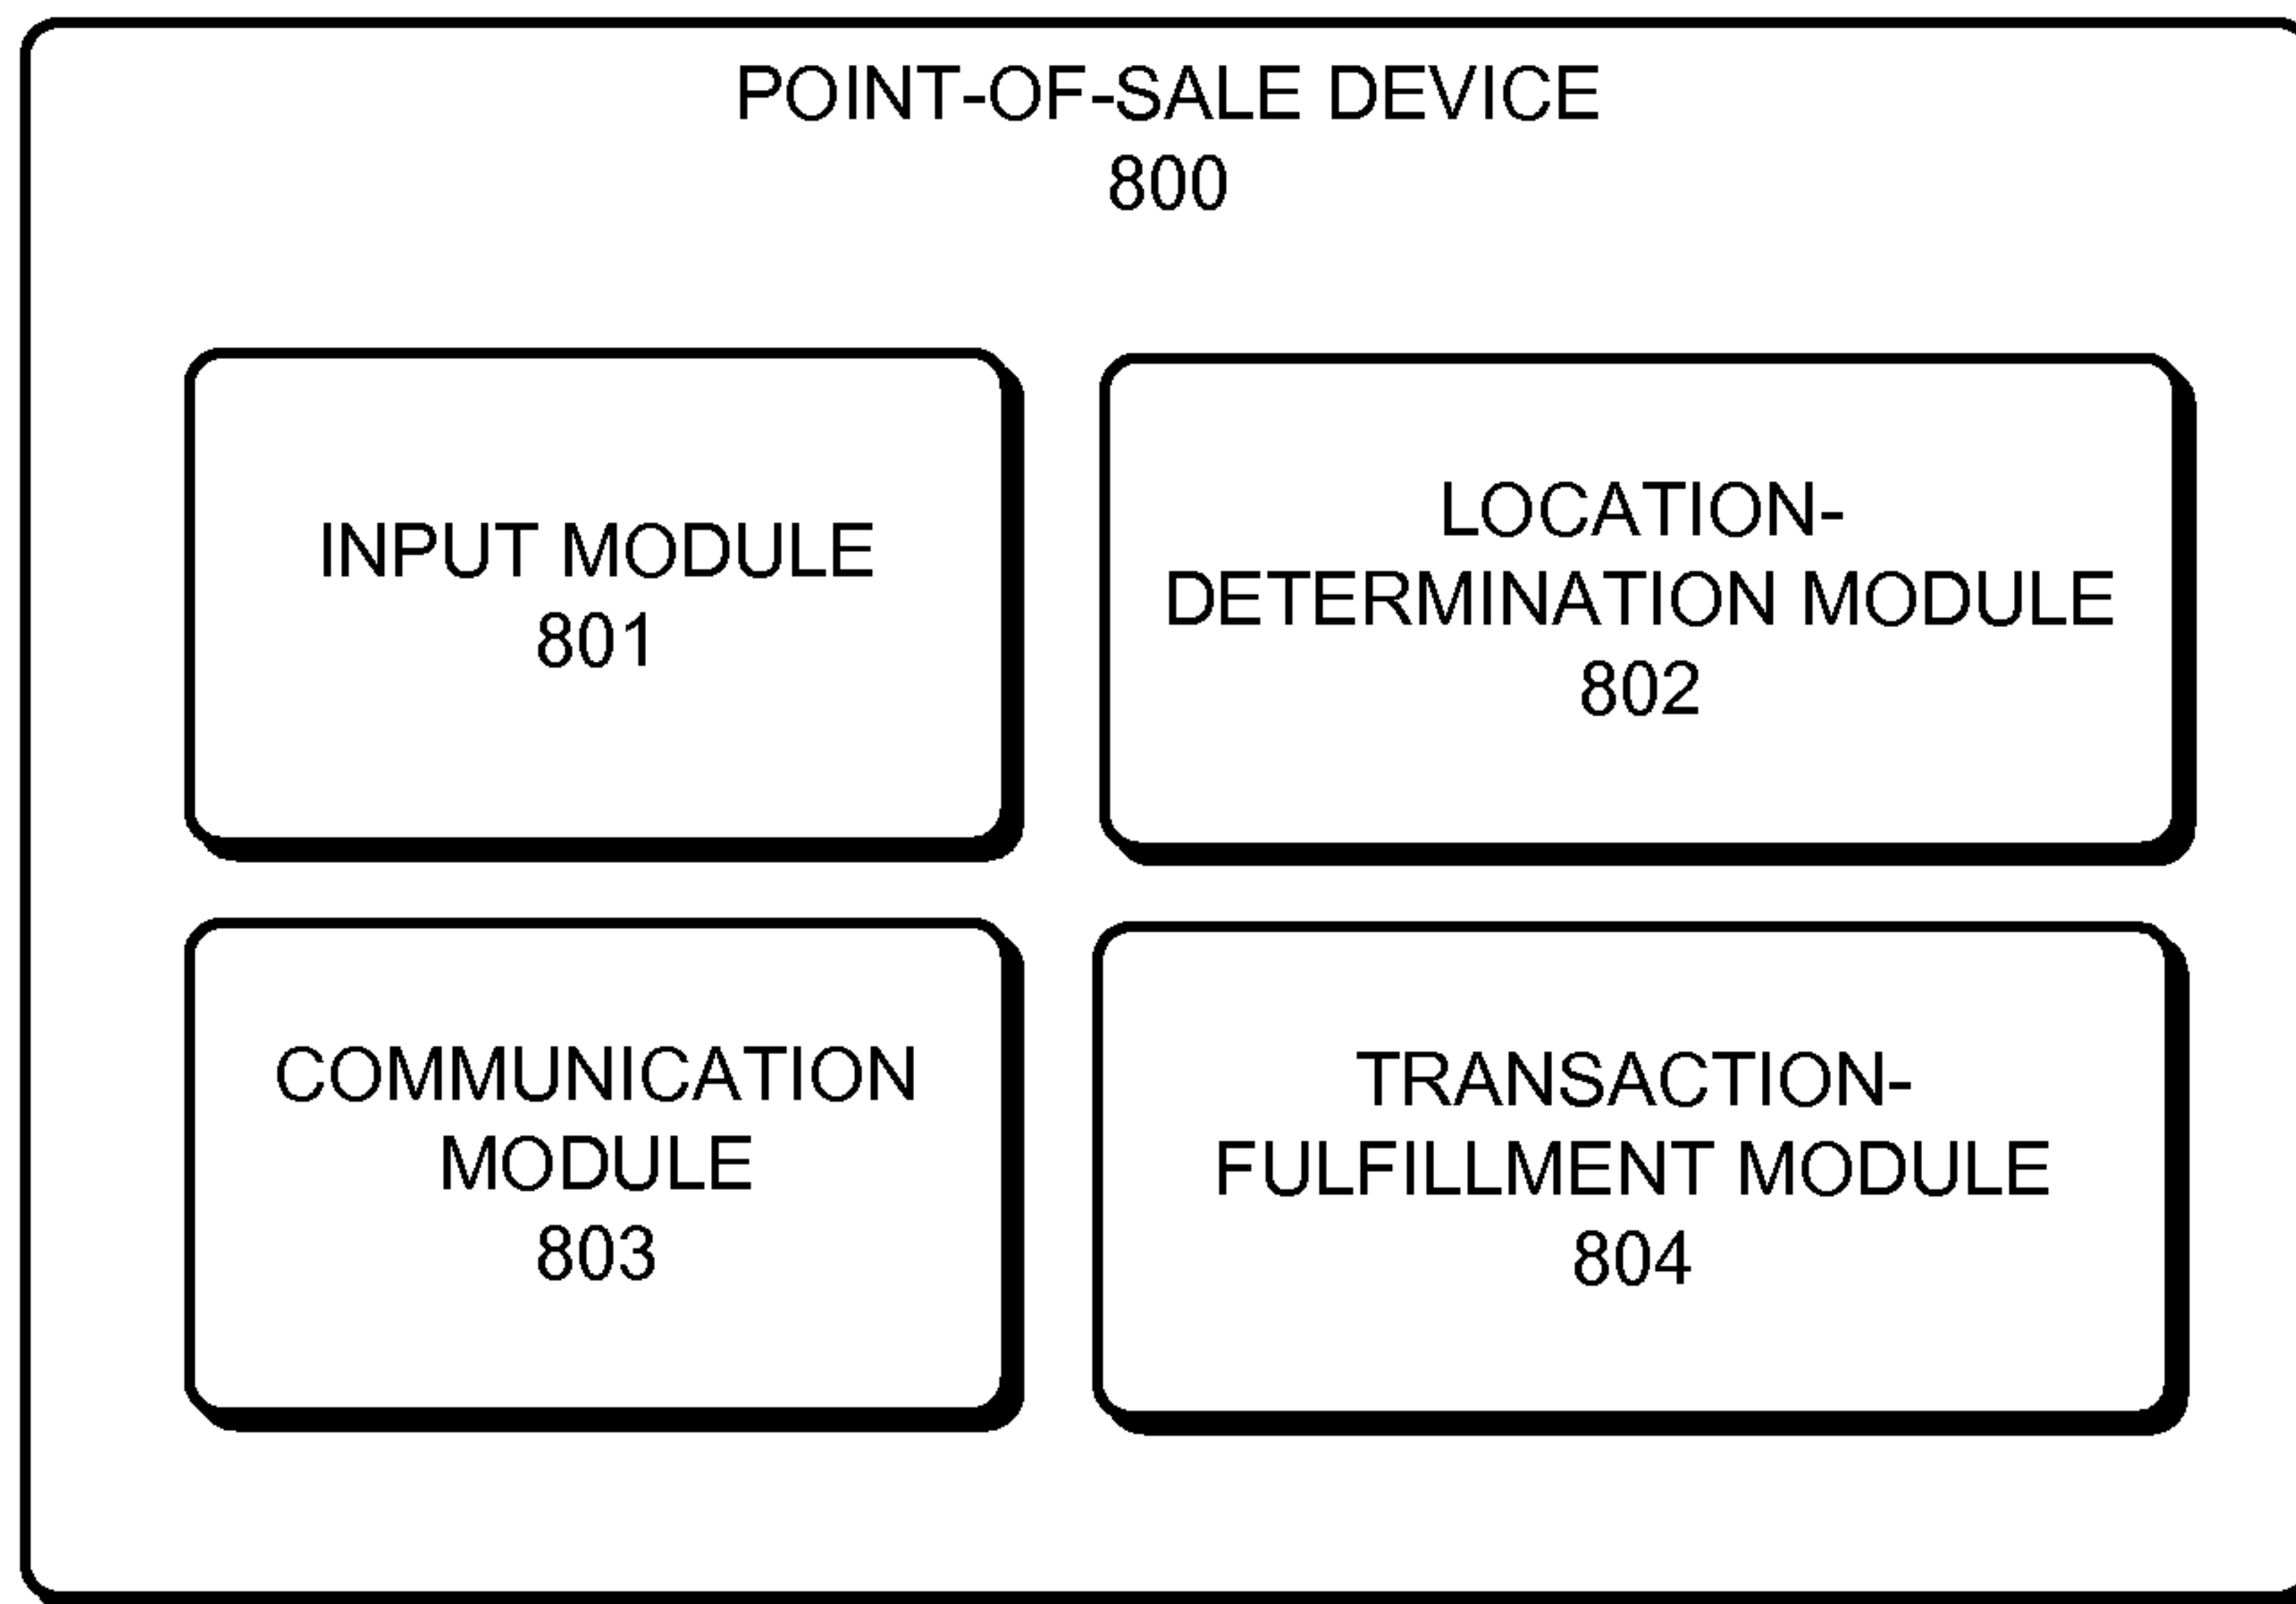 POINT-OF-SALE DEVICE
800
INPUT MODULE
801
LOCATION-
DETERMINATION MODULE
802
COMMUNICATION
MODULE
803
TRANSACTION-
FULFILLMENT MODULE
804